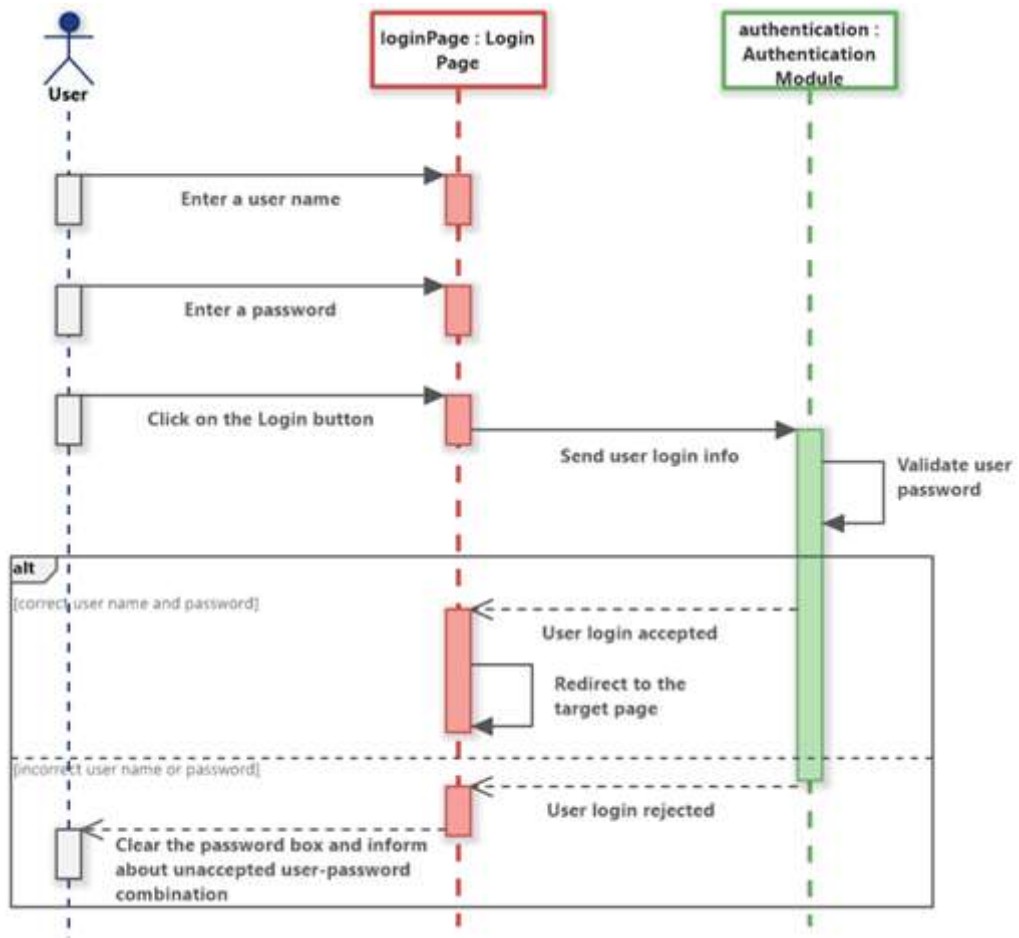 User
loginPage : Login
Page
authentication :
Authentication
Module
Enter a user name
Enter a password
Click on the Login button
Send user login info
Validate user
password
alt
[correct user name and password]
User login accepted
Redirect to the
target page
[incorrect user name or password]
User login rejected
Clear the password box and inform
about unaccepted user-password
combination